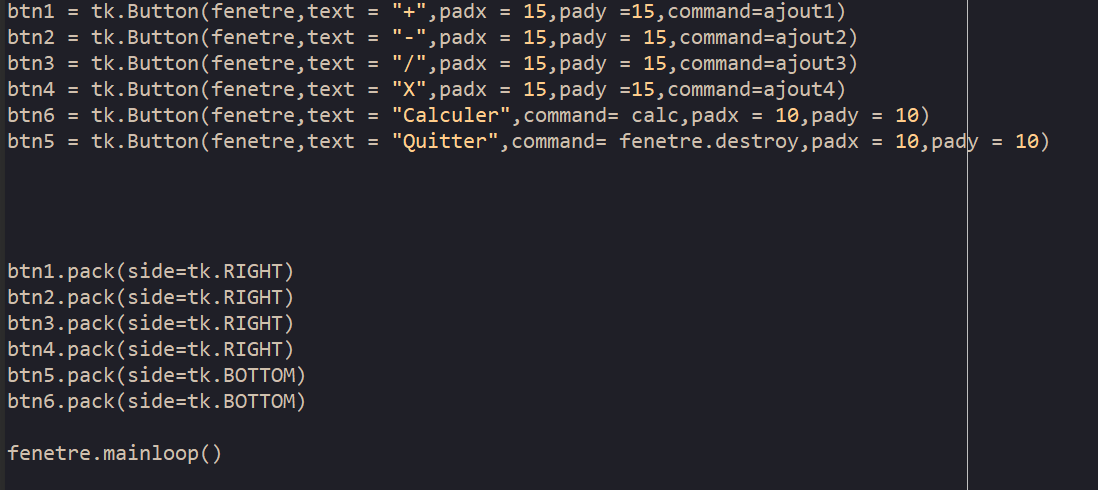 btn1 = tk.Button(fenetre,text = "+",padx = 15,pady =15,command=ajout1)
btn2 = tk.Button(fenetre,text = "-",padx = 15,pady = 15,command=ajout2)
btn3 = tk.Button(fenetre,text = "/",padx = 15,pady = 15,command=ajout3)
btn4 = tk.Button(fenetre,text = "X",padx = 15,pady =15,command=ajout4)
btn6 = tk.Button(fenetre,text = "Calculer",command= calc,padx = 10,pady = 10)
btn5 = tk.Button(fenetre,text = "Quitter",command= fenetre.destroy,padx = 10,pady = 10)
btn1.pack(side=tk.RIGHT)
btn2.pack(side=tk.RIGHT)
btn3.pack(side=tk.RIGHT)
btn4.pack(side=tk.RIGHT)
btn5.pack(side=tk.BOTTOM)
btn6.pack(side=tk.BOTTOM)
fenetre.mainloop()